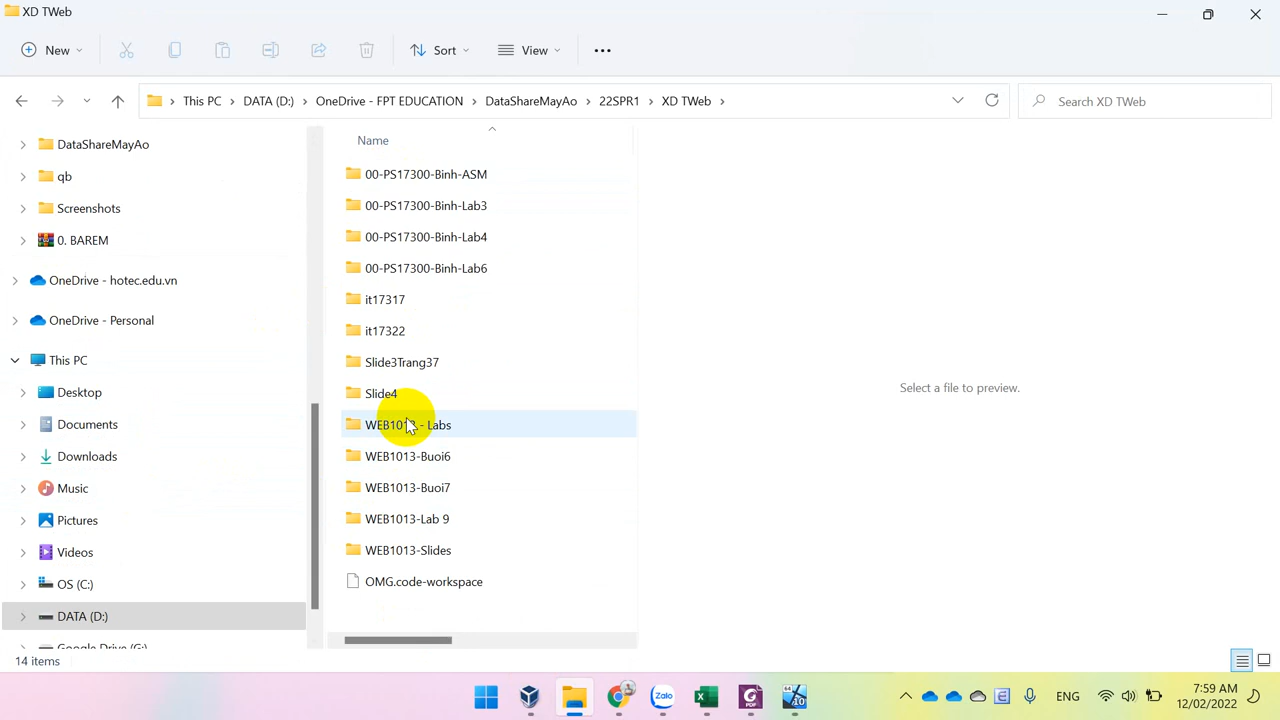 XD TWeb
New
Sort
View
This PC
DATA (D:)
OneDrive - FPT EDUCATION
DataShareMayAo
22SPR1
XD TWeb
Search XD TWeb
DataShareMayAo
qb
Screenshots
0. BAREM
OneDrive - hotec.edu.vn
OneDrive - Personal
This PC
Desktop
Documents
Downloads
Music
Pictures
Videos
OS (C:)
DATA (D:)
Google Drive (G:)
Name
00-PS17300-Binh-ASM
00-PS17300-Binh-Lab3
00-PS17300-Binh-Lab4
00-PS17300-Binh-Lab6
it17317
it17322
Slide3Trang37
Slide4
WEB1013 - Labs
WEB1013-Buoi6
WEB1013-Buoi7
WEB1013-Lab 9
WEB1013-Slides
OMG.code-workspace
Select a file to preview.
14 items
Zalo
PDF
64
10
ENG
7:59 AM
12/02/2022